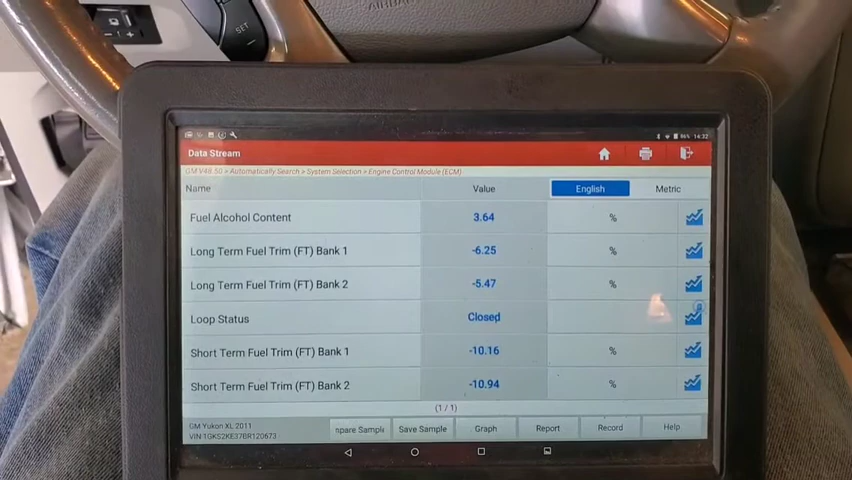 SET
AIRBAG
86% 14:32
Data Stream
GM V48.50 > Automatically Search > System Selection > Engine Control Module (ECM)
Name Value English Metric
Fuel Alcohol Content 3.64 %
Long Term Fuel Trim (FT) Bank 1 -6.25 %
Long Term Fuel Trim (FT) Bank 2 -5.47 %
Loop Status Closed
Short Term Fuel Trim (FT) Bank 1 -10.16 %
Short Term Fuel Trim (FT) Bank 2 -10.94 %
(1 / 1)
GM Yukon XL 2011
VIN 1GKS2KE37BR120673
npare Sample Save Sample Graph Report Record Help